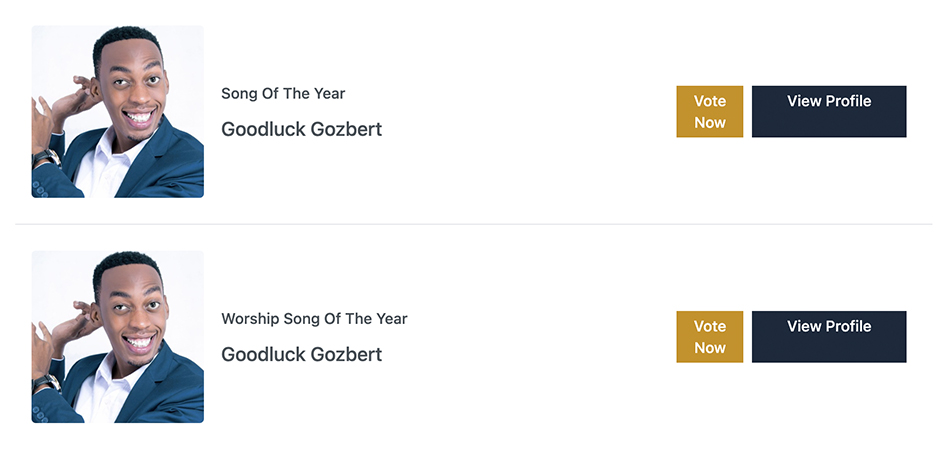 Song Of The Year
Goodluck Gozbert
Vote
Now
View Profile
Worship Song Of The Year
Goodluck Gozbert
Vote
Now
View Profile